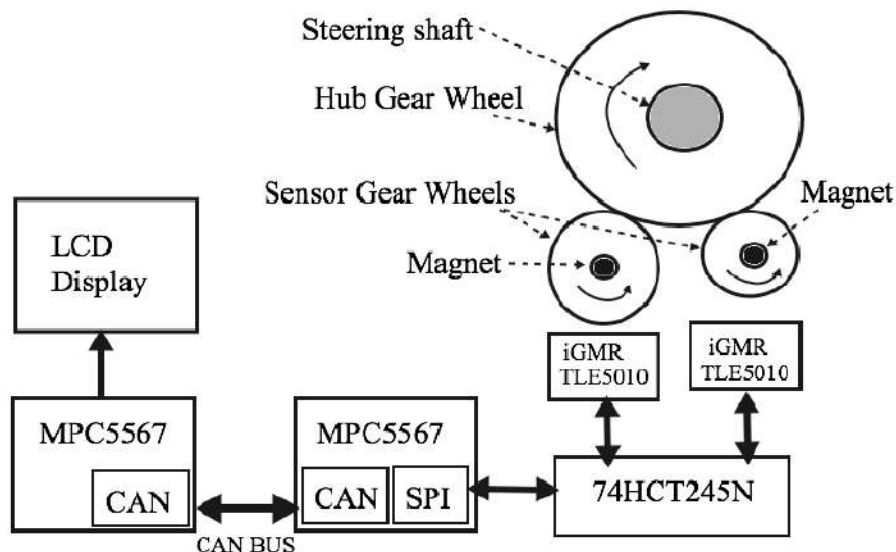 Steering shaft
Hub Gear Wheel
Sensor Gear Wheels
Magnet
Magnet
LCD
Display
iGMR
TLE5010
iGMR
TLE5010
MPC5567
CAN
MPC5567
CAN
SPI
74HCT245N
CAN BUS